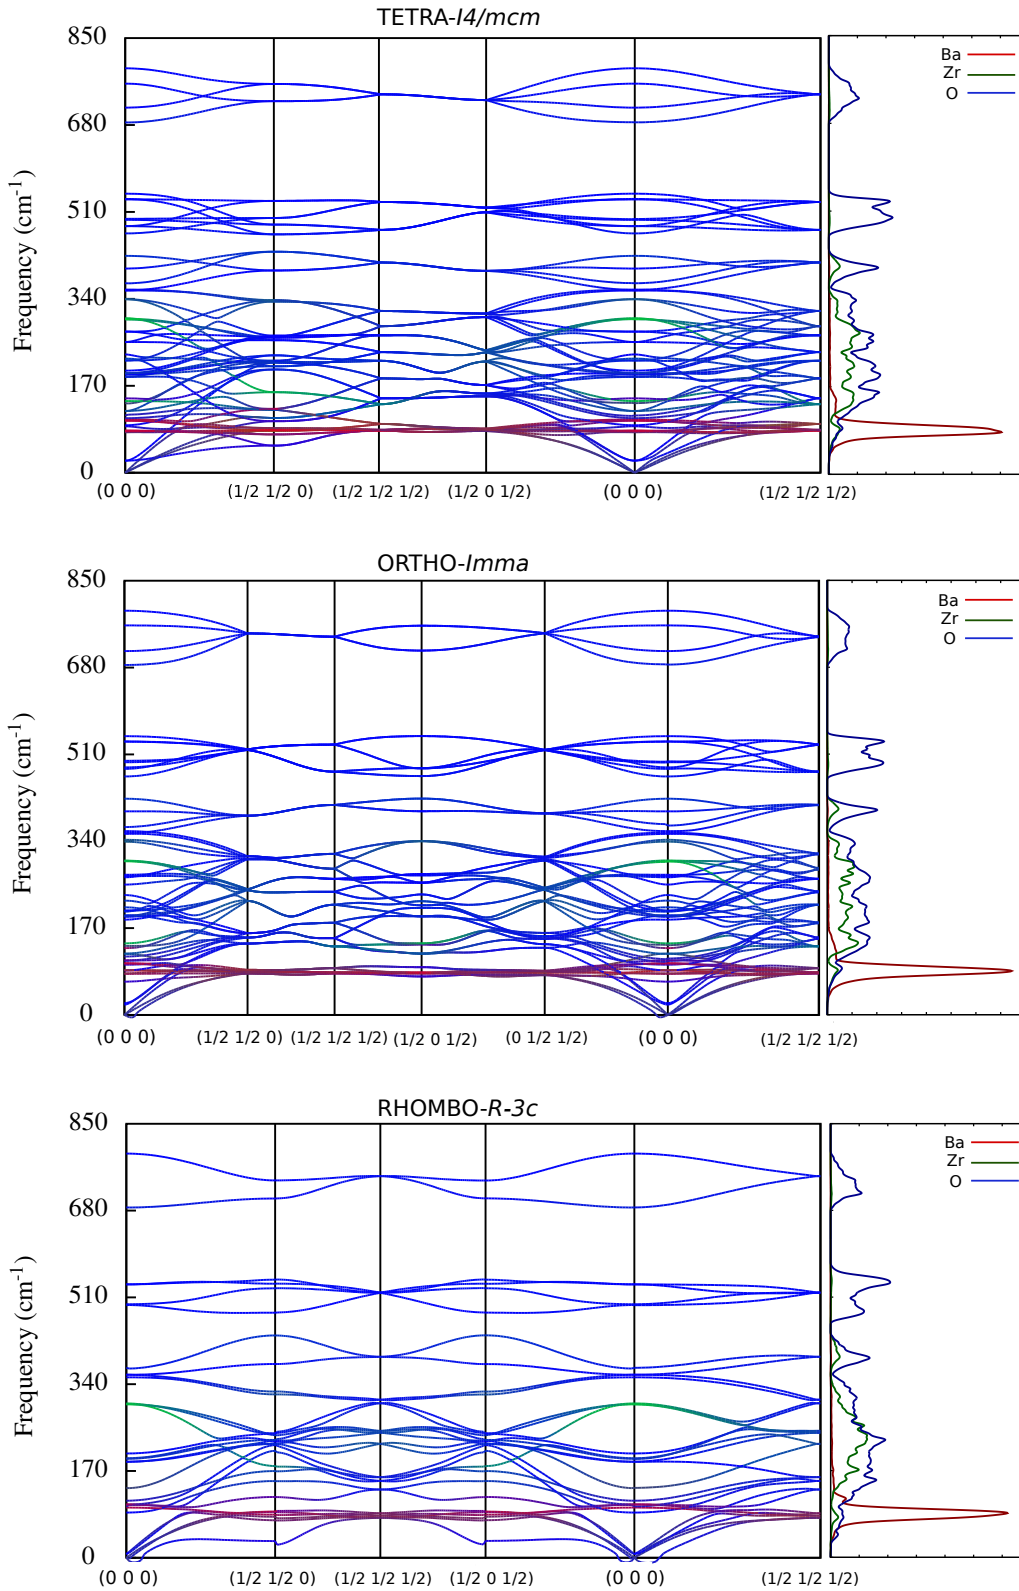 TETRA-I4/mcm
850
680
510
340
170
0
Frequency (cm-1)
Ba
Zr
O
(0 0 0) (1/2 1/2 0) (1/2 1/2 1/2) (1/2 0 1/2) (0 0 0) (1/2 1/2 1/2)
ORTHO-Imma
850
680
510
340
170
0
Frequency (cm-1)
Ba
Zr
O
(0 0 0) (1/2 1/2 0) (1/2 1/2 1/2) (1/2 0 1/2) (0 1/2 1/2) (0 0 0) (1/2 1/2 1/2)
RHOMBO-R-3c
850
680
510
340
170
0
Frequency (cm-1)
Ba
Zr
O
(0 0 0) (1/2 1/2 0) (1/2 1/2 1/2) (1/2 0 1/2) (0 0 0) (1/2 1/2 1/2)